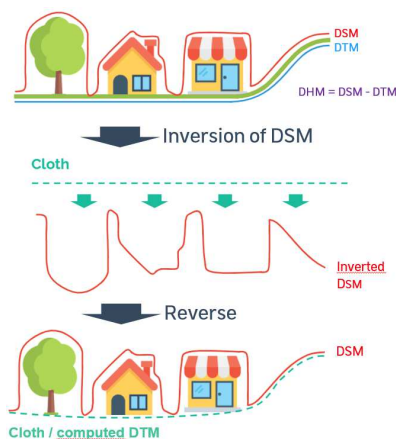 DSM
DTM
DHM = DSM - DTM
Inversion of DSM
Cloth
Inverted
DSM
Reverse
DSM
Cloth / computed DTM